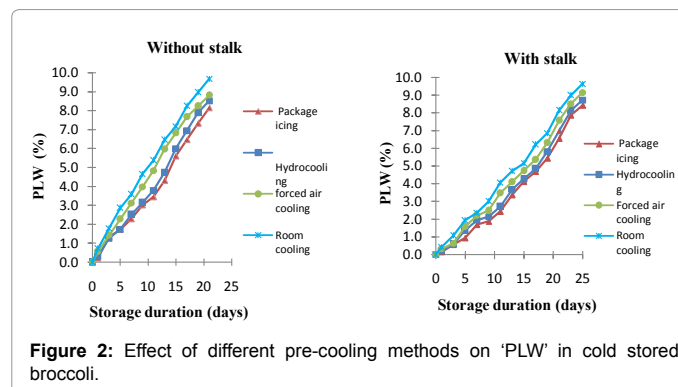 Without stalk
10.0
9.0
8.0
7.0
6.0
5.0
4.0
3.0
2.0
1.0
0.0
PLW (%)
0 5 10 15 20 25
Storage duration (days)
Package
icing
Hydrocooli
ng
forced air
cooling
Room
cooling
With stalk
10.0
9.0
8.0
7.0
6.0
5.0
4.0
3.0
2.0
1.0
0.0
PLW (%)
0 5 10 15 20 25
Storage duration (days)
Package
icing
Hydrocoolin
g
Forced air
cooling
Room
cooling
Figure 2: Effect of different pre-cooling methods on ‘PLW’ in cold stored
broccoli.